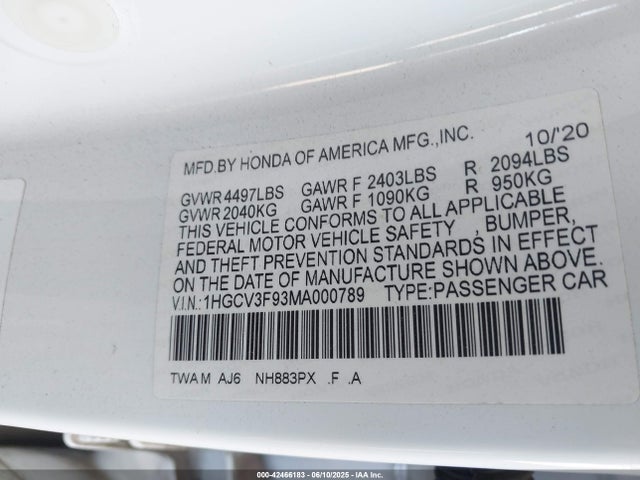 MFD.BY HONDA OF AMERICA MFG.,INC. 10/'20
GVWR 4497LBS GAWR F 2403LBS R 2094LBS
GVWR 2040KG GAWR F 1090KG R 950KG
THIS VEHICLE CONFORMS TO ALL APPLICABLE
FEDERAL MOTOR VEHICLE SAFETY , BUMPER,
AND THEFT PREVENTION STANDARDS IN EFFECT
ON THE DATE OF MANUFACTURE SHOWN ABOVE.
V.I.N.:1HGCV3F93MA000789 TYPE:PASSENGER CAR
TWA M AJ6 NH883PX .F .A
000-42466183 - 06/10/2025 - IAA Inc.